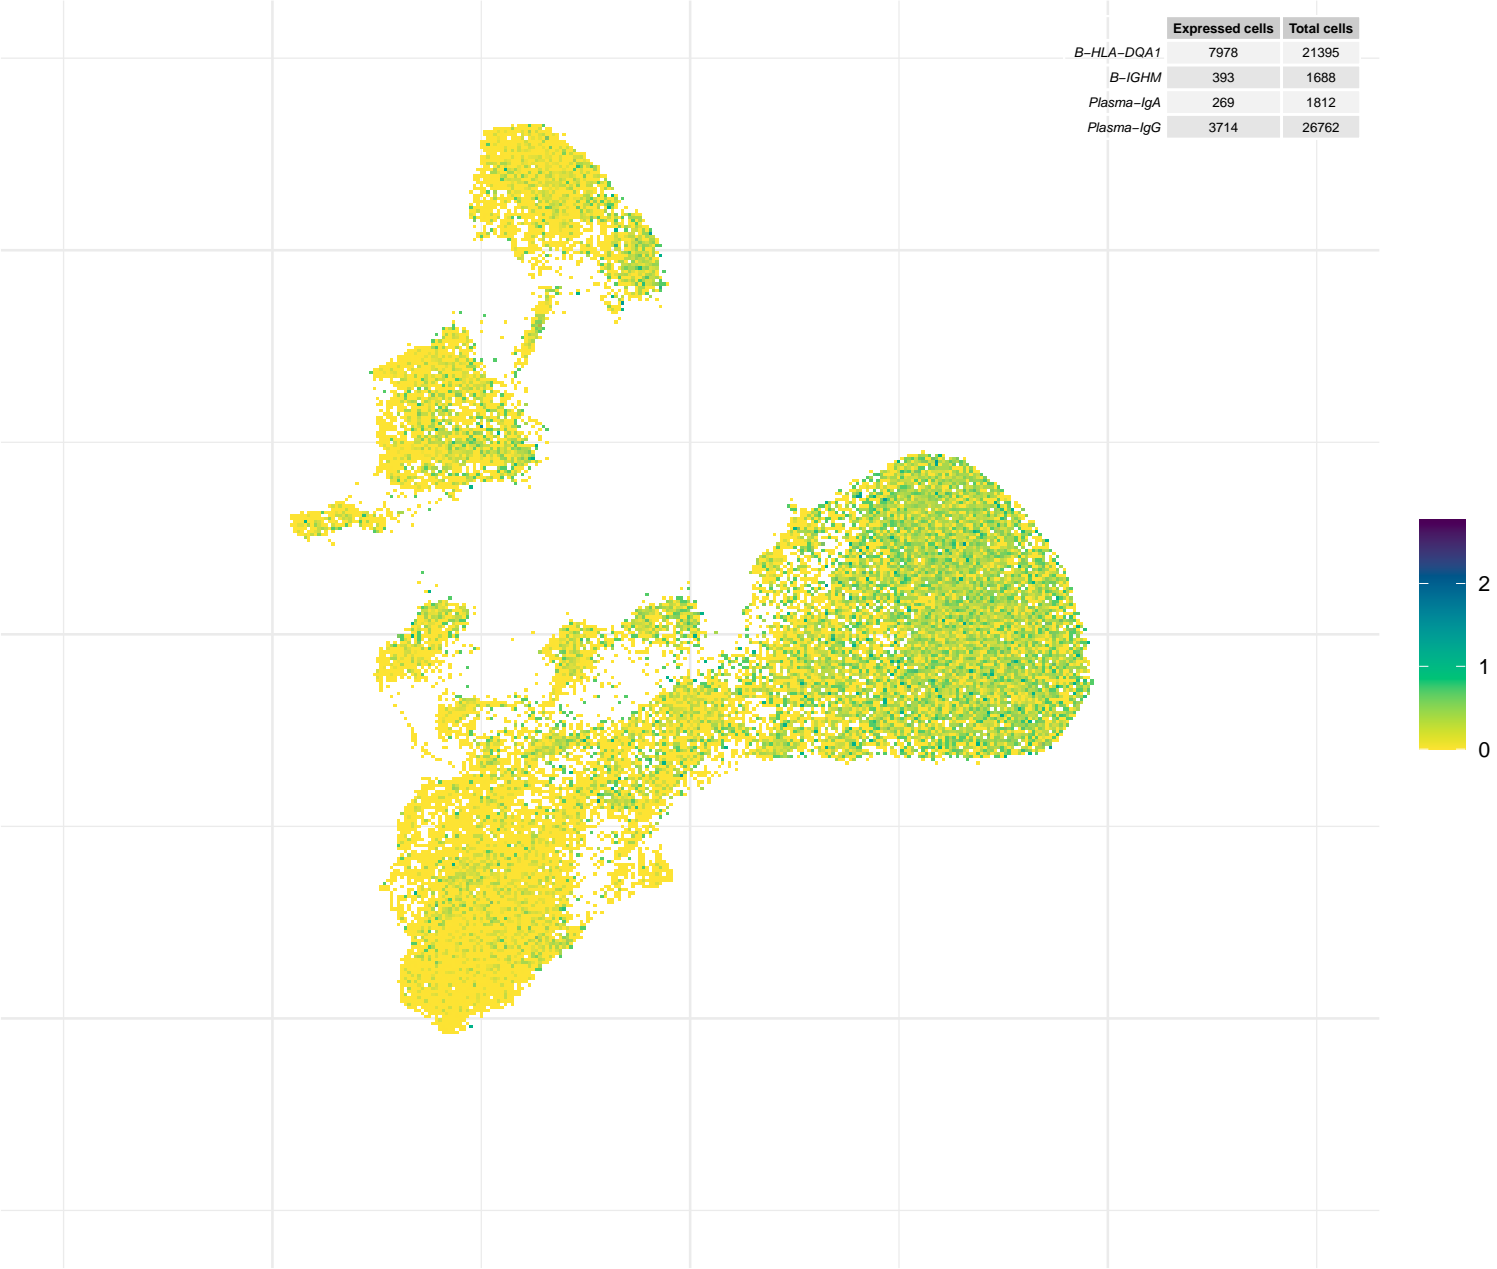 Expressed cells Total cells
B−HLA−DQA1 7978 21395
B−IGHM 393 1688
Plasma−IgA 269 1812
Plasma−IgG 3714 26762
2
1
0